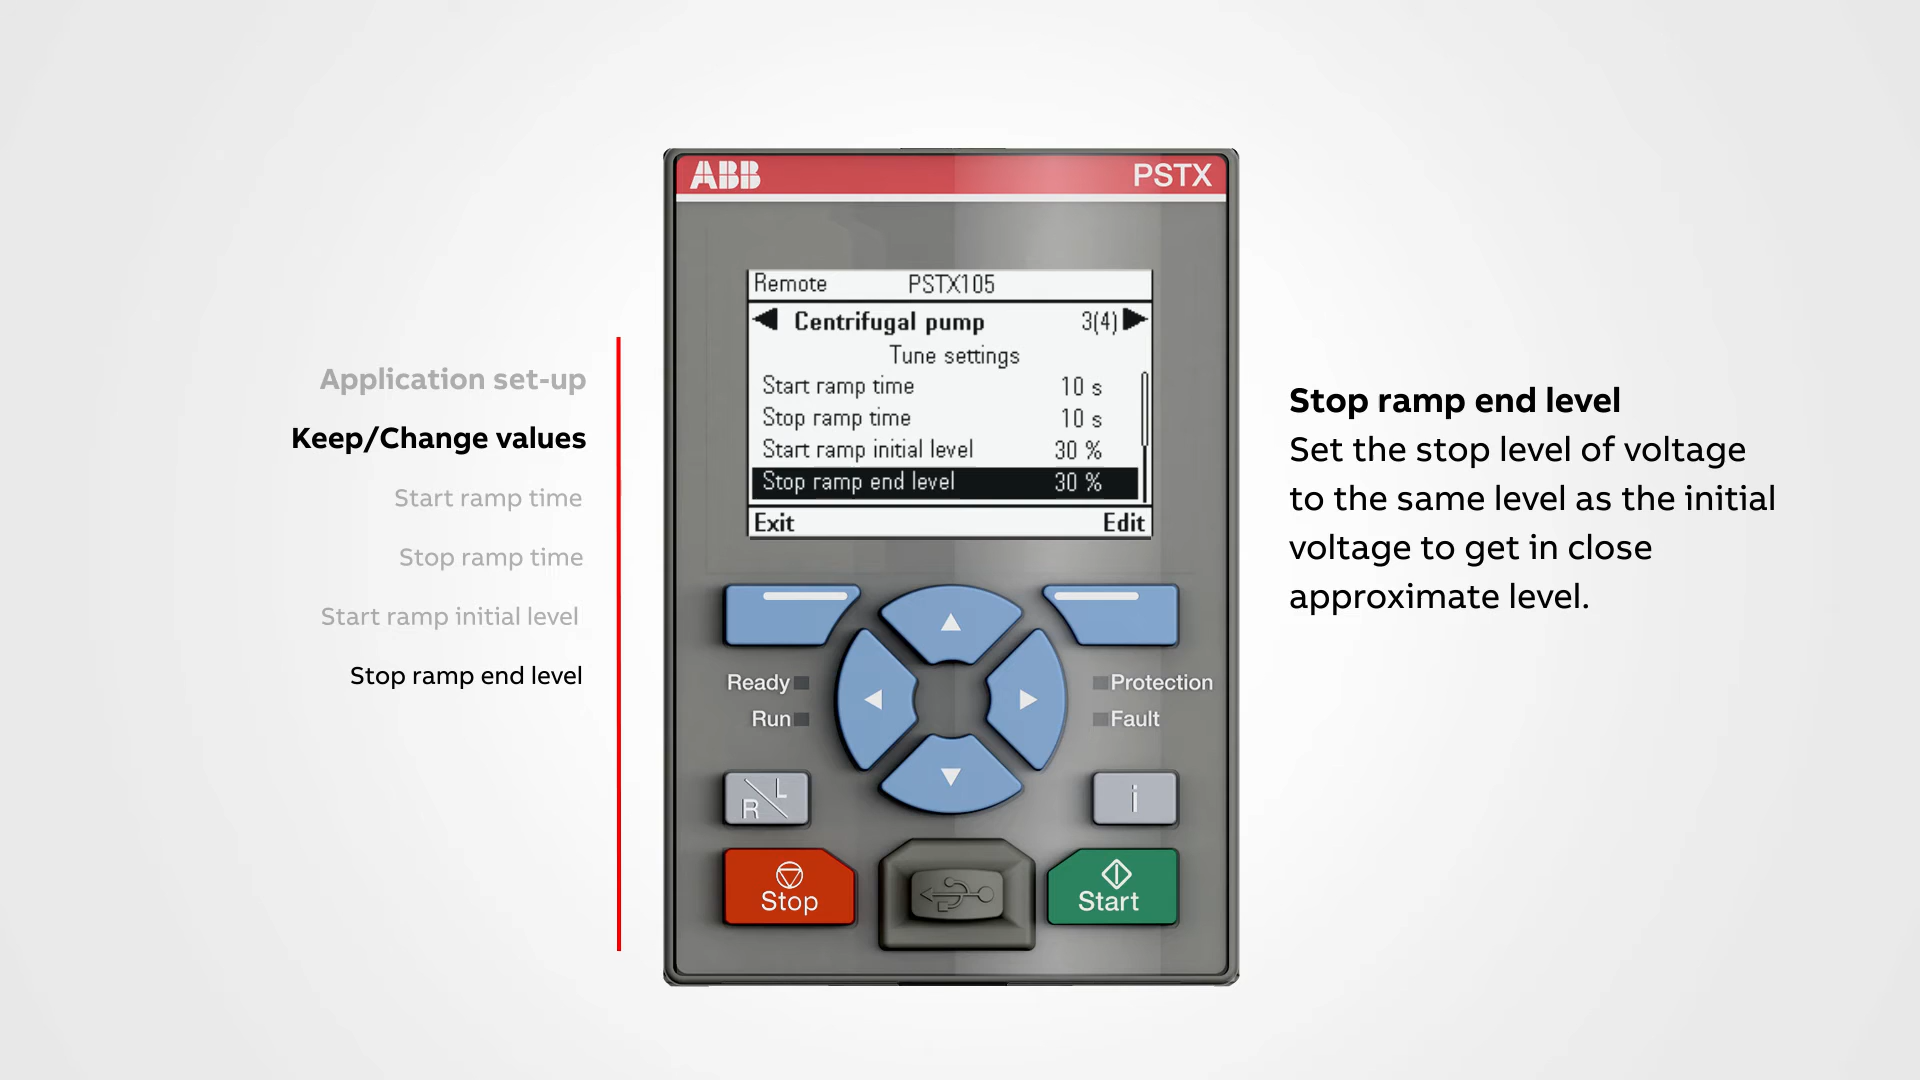 Application set-up
Keep/Change values
Start ramp time
Stop ramp time
Start ramp initial level
Stop ramp end level
ABB PSTX
Remote PSTX105
Centrifugal pump 3(4)
Tune settings
Start ramp time 10 s
Stop ramp time 10 s
Start ramp initial level 30 %
Stop ramp end level 30 %
Exit Edit
Ready Protection
Run Fault
R L i
Stop Start
Stop ramp end level
Set the stop level of voltage
to the same level as the initial
voltage to get in close
approximate level.